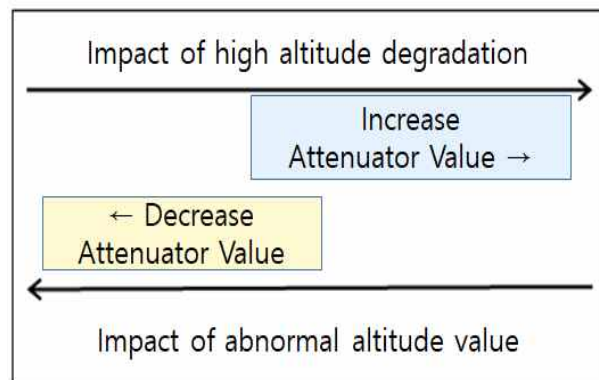 Impact of high altitude degradation
Increase
Attenuator Value →
← Decrease
Attenuator Value
Impact of abnormal altitude value